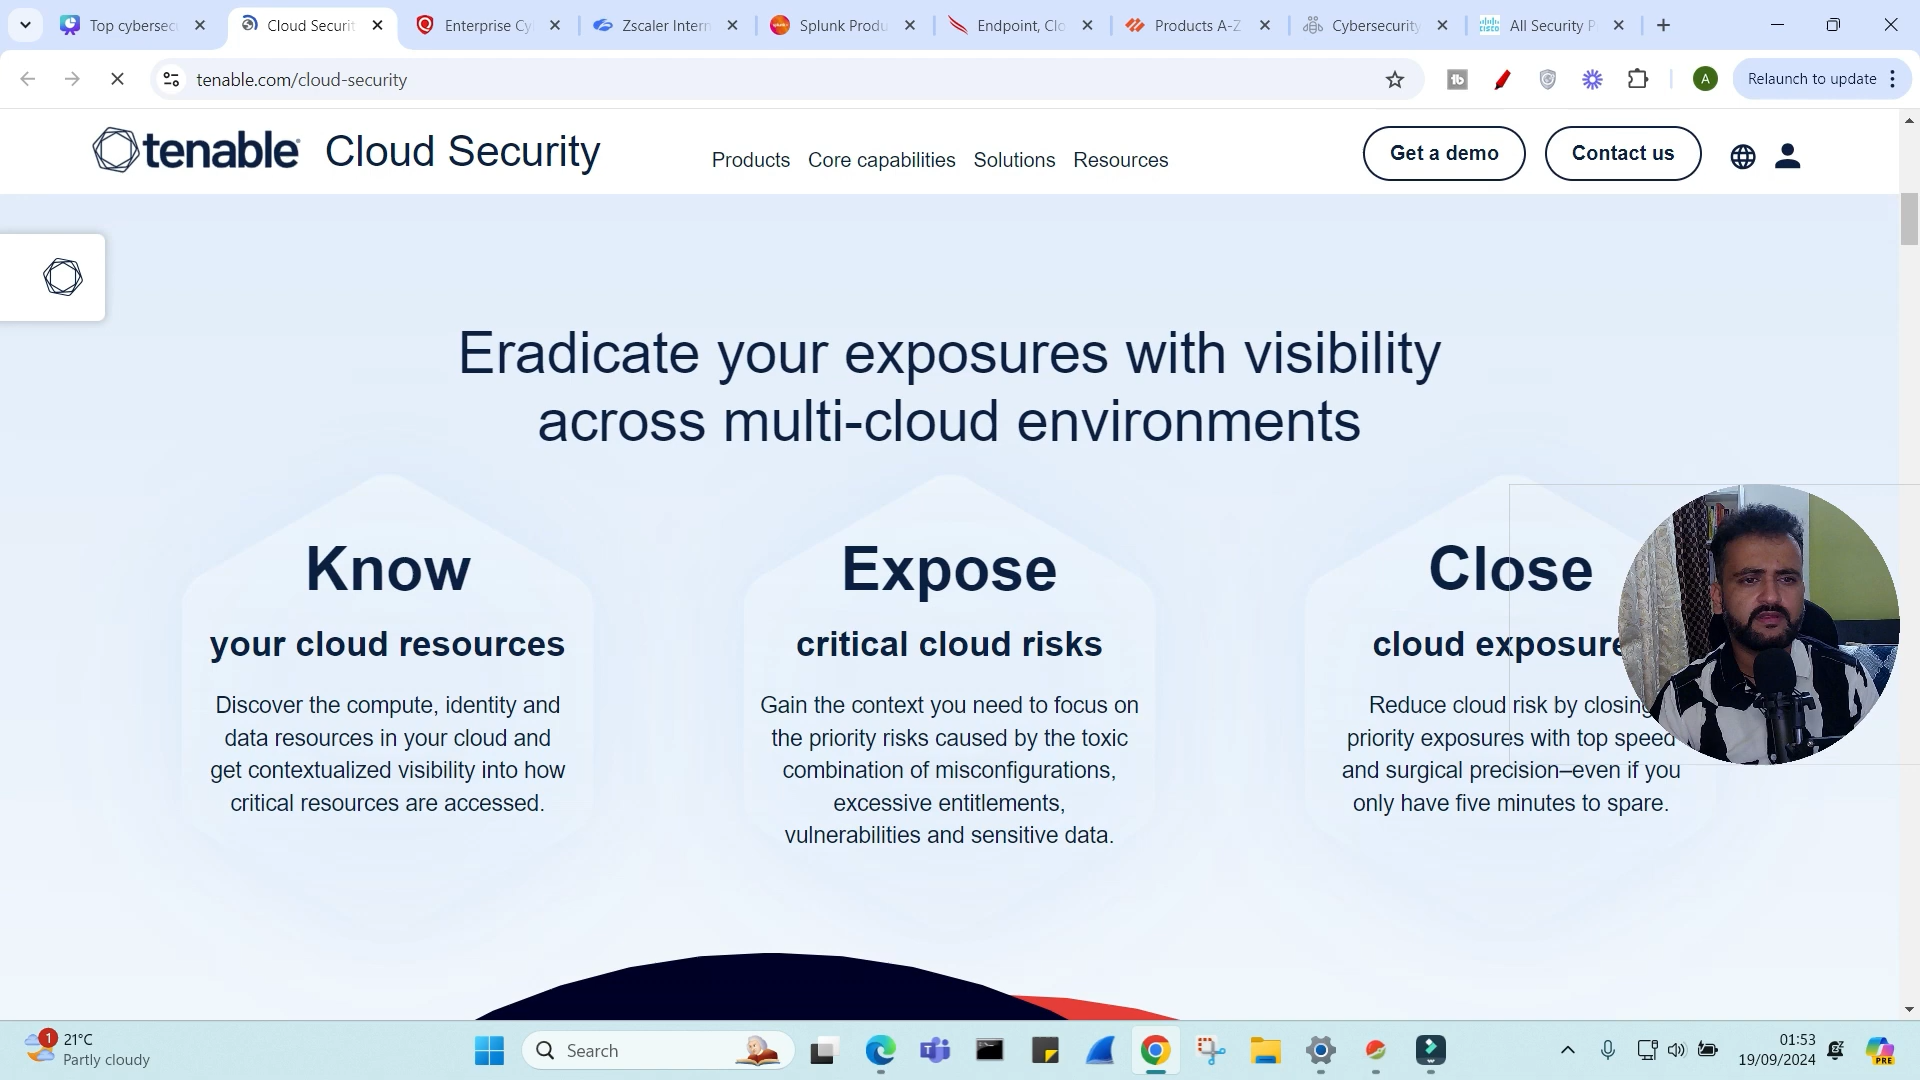 Top cybersec
Cloud Securit
Enterprise Cy
Zscaler Intern
Splunk Produ
Endpoint, Clo
Products A-Z
Cybersecurity
All Security P
tenable.com/cloud-security
A
Relaunch to update
tenable Cloud Security
Products
Core capabilities
Solutions
Resources
Get a demo
Contact us
Eradicate your exposures with visibility
across multi-cloud environments
Know
your cloud resources
Discover the compute, identity and
data resources in your cloud and
get contextualized visibility into how
critical resources are accessed.
Expose
critical cloud risks
Gain the context you need to focus on
the priority risks caused by the toxic
combination of misconfigurations,
excessive entitlements,
vulnerabilities and sensitive data.
Close
cloud exposure
Reduce cloud risk by closing
priority exposures with top speed
and surgical precision–even if you
only have five minutes to spare.
1
21°C
Partly cloudy
Search
01:53
19/09/2024
PRE